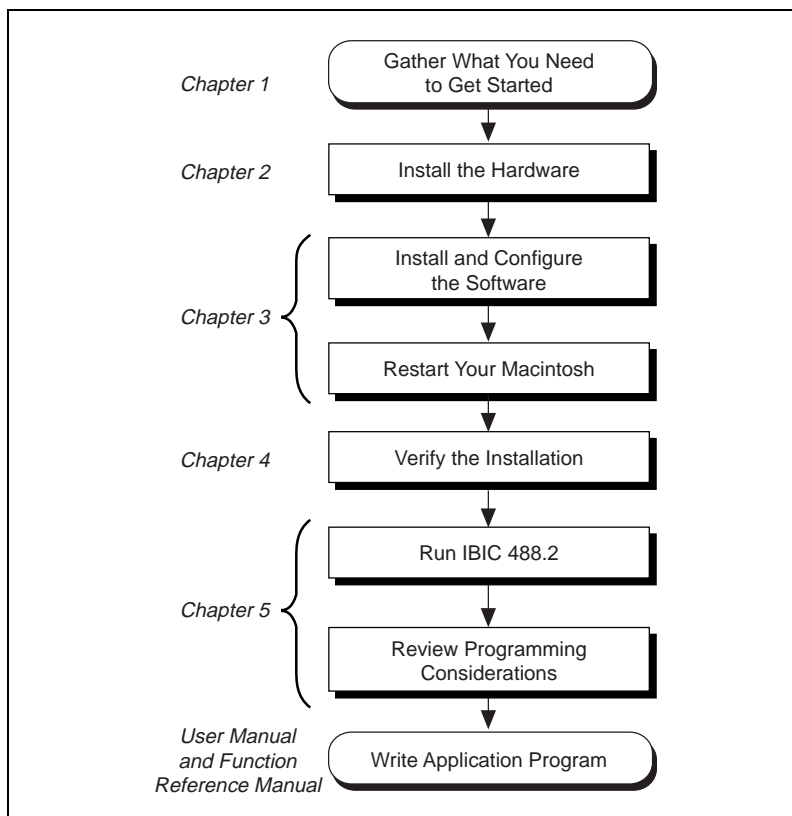 Chapter 1
Gather What You Need
to Get Started
Chapter 2
Install the Hardware
Chapter 3
Install and Configure
the Software
Restart Your Macintosh
Chapter 4
Verify the Installation
Chapter 5
Run IBIC 488.2
Review Programming
Considerations
User Manual
and Function
Reference Manual
Write Application Program